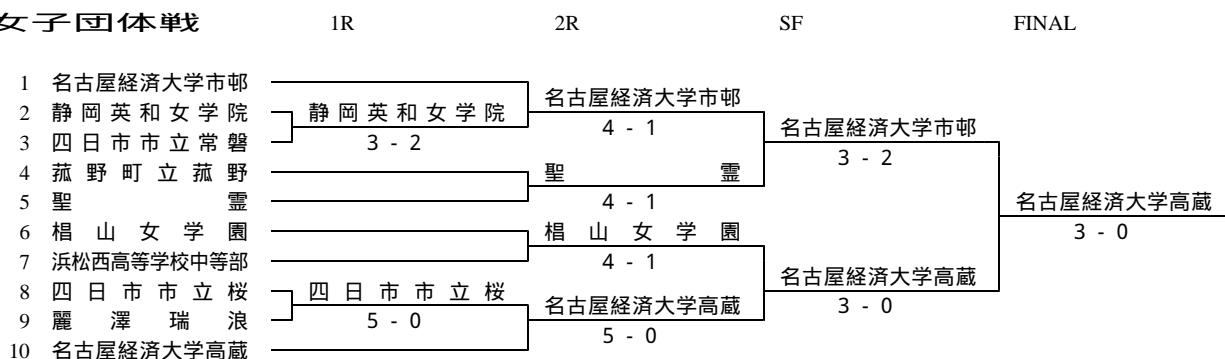 女子団体戦 1R 2R SF FINAL
1 名古屋経済大学市邨
2 静岡英和女学院
3 四日市市立常磐
4 菰野町立菰野
5 聖霊
6 椙山女学園
7 浜松西高等学校中等部
8 四日市市立桜
9 麗澤瑞浪
10 名古屋経済大学高蔵
静岡英和女学院
3 - 2
四日市市立桜
5 - 0
名古屋経済大学市邨
4 - 1
聖霊
4 - 1
椙山女学園
4 - 1
名古屋経済大学高蔵
5 - 0
名古屋経済大学市邨
3 - 2
名古屋経済大学高蔵
3 - 0
名古屋経済大学高蔵
3 - 0